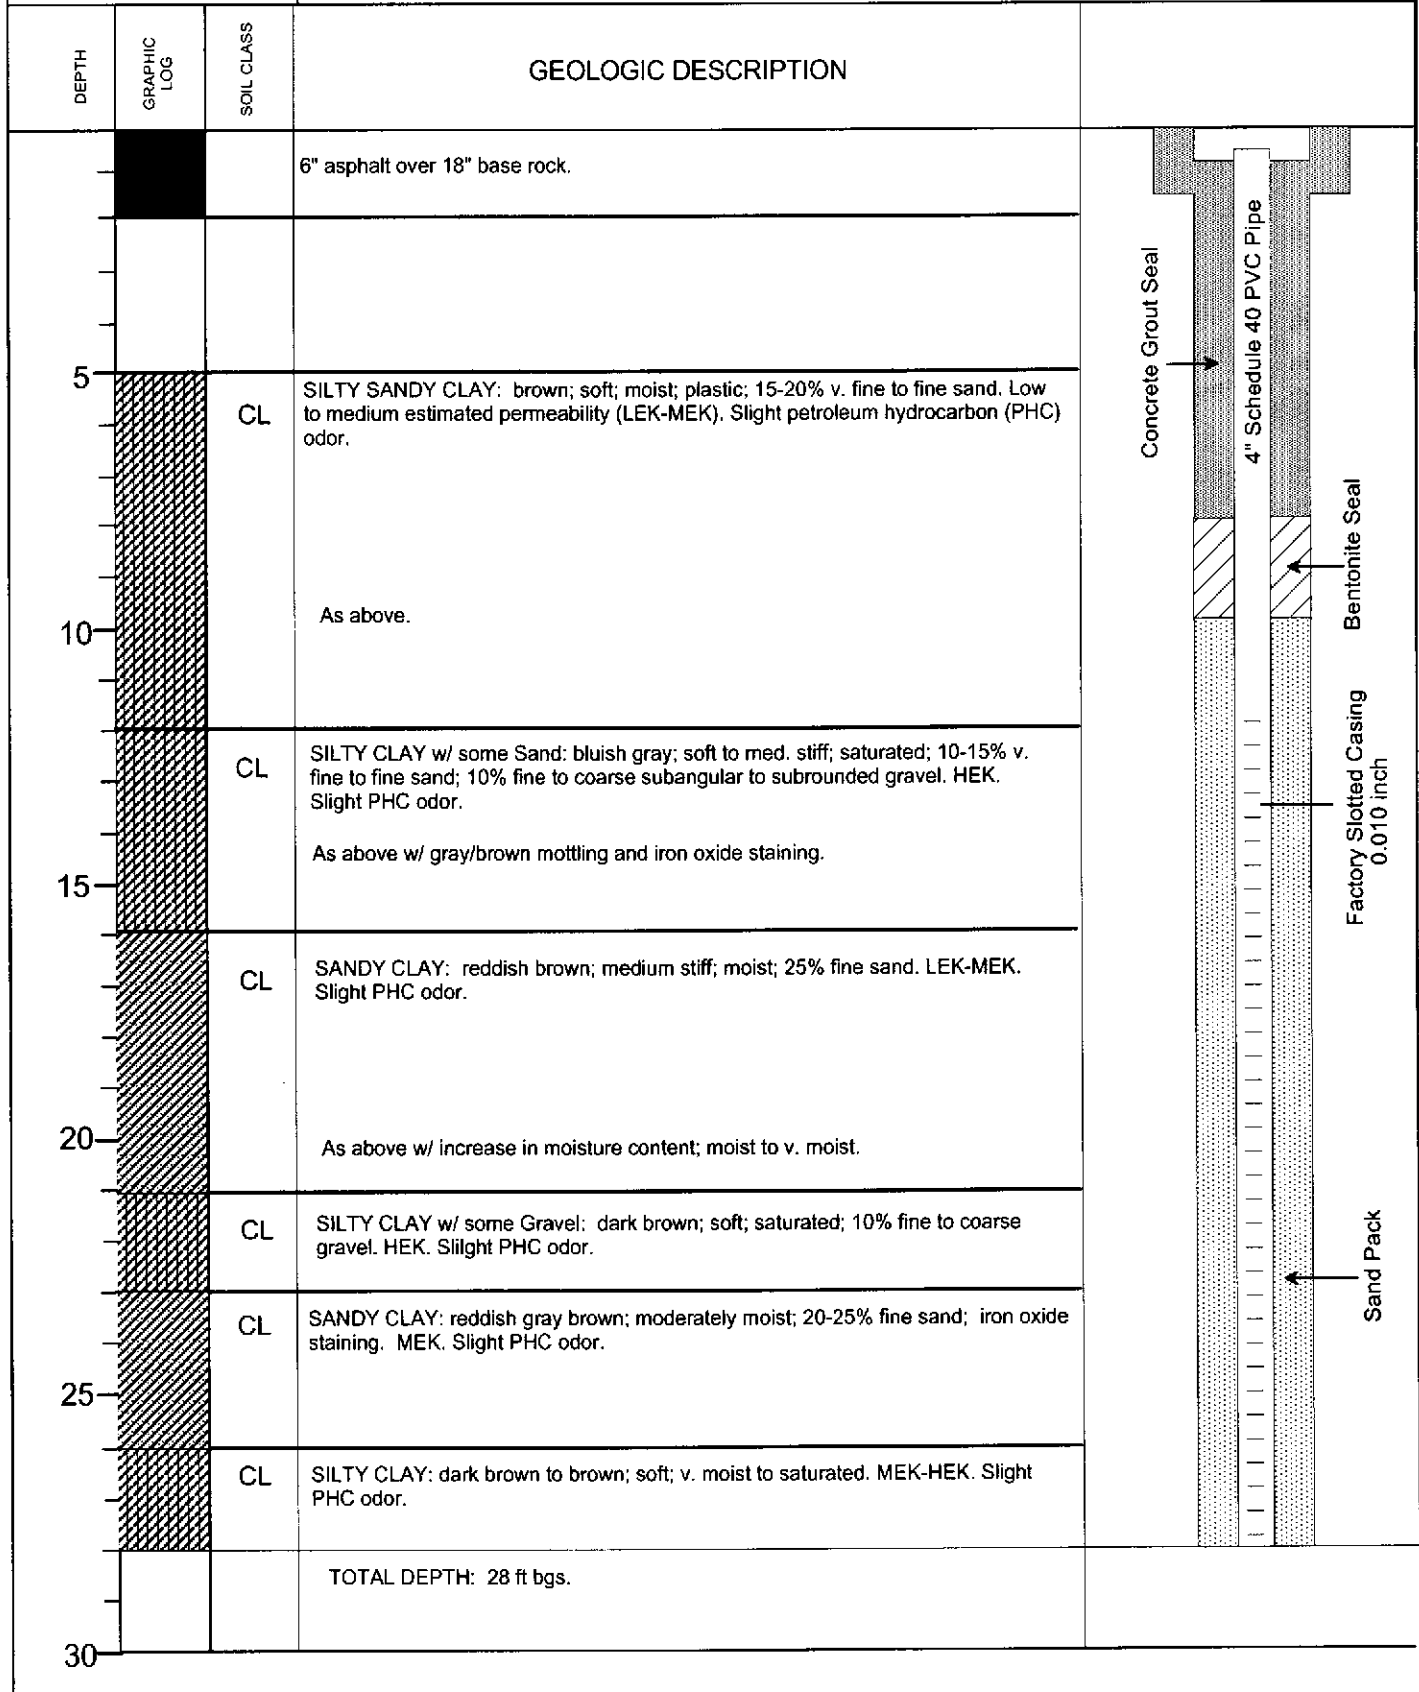 DEPTH
GRAPHIC
LOG
SOIL CLASS
GEOLOGIC DESCRIPTION
6" asphalt over 18" base rock.
5
CL
SILTY SANDY CLAY: brown; soft; moist; plastic; 15-20% v. fine to fine sand. Low
to medium estimated permeability (LEK-MEK). Slight petroleum hydrocarbon (PHC)
odor.
As above.
10
CL
SILTY CLAY w/ some Sand: bluish gray; soft to med. stiff; saturated; 10-15% v.
fine to fine sand; 10% fine to coarse subangular to subrounded gravel. HEK.
Slight PHC odor.
As above w/ gray/brown mottling and iron oxide staining.
15
CL
SANDY CLAY: reddish brown; medium stiff; moist; 25% fine sand. LEK-MEK.
Slight PHC odor.
20
As above w/ increase in moisture content; moist to v. moist.
CL
SILTY CLAY w/ some Gravel: dark brown; soft; saturated; 10% fine to coarse
gravel. HEK. Slilght PHC odor.
CL
SANDY CLAY: reddish gray brown; moderately moist; 20-25% fine sand; iron oxide
staining. MEK. Slight PHC odor.
25
CL
SILTY CLAY: dark brown to brown; soft; v. moist to saturated. MEK-HEK. Slight
PHC odor.
TOTAL DEPTH: 28 ft bgs.
30
Concrete Grout Seal
4" Schedule 40 PVC Pipe
Bentonite Seal
Factory Slotted Casing
0.010 inch
Sand Pack